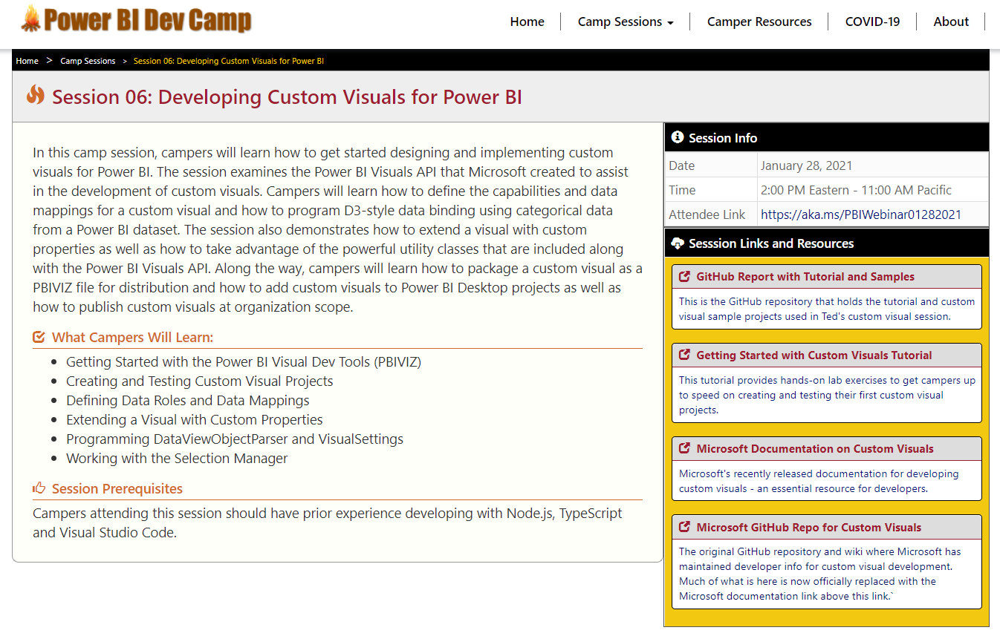 Power BI Dev Camp
Home
Camp Sessions
Camper Resources
COVID-19
About
Home > Camp Sessions > Session 06: Developing Custom Visuals for Power BI
Session 06: Developing Custom Visuals for Power BI
In this camp session, campers will learn how to get started designing and implementing custom
visuals for Power BI. The session examines the Power BI Visuals API that Microsoft created to assist
in the development of custom visuals. Campers will learn how to define the capabilities and data
mappings for a custom visual and how to program D3-style data binding using categorical data
from a Power BI dataset. The session also demonstrates how to extend a visual with custom
properties as well as how to take advantage of the powerful utility classes that are included along
with the Power BI Visuals API. Along the way, campers will learn how to package a custom visual as a
PBIVIZ file for distribution and how to add custom visuals to Power BI Desktop projects as well as
how to publish custom visuals at organization scope.
What Campers Will Learn:
• Getting Started with the Power BI Visual Dev Tools (PBIVIZ)
• Creating and Testing Custom Visual Projects
• Defining Data Roles and Data Mappings
• Extending a Visual with Custom Properties
• Programming DataViewObjectParser and VisualSettings
• Working with the Selection Manager
Session Prerequisites
Campers attending this session should have prior experience developing with Node.js, TypeScript
and Visual Studio Code.
Session Info
Date January 28, 2021
Time 2:00 PM Eastern - 11:00 AM Pacific
Attendee Link https://aka.ms/PBIWebinar01282021
Sesssion Links and Resources
GitHub Report with Tutorial and Samples
This is the GitHub repository that holds the tutorial and custom
visual sample projects used in Ted's custom visual session.
Getting Started with Custom Visuals Tutorial
This tutorial provides hands-on lab exercises to get campers up
to speed on creating and testing their first custom visual
projects.
Microsoft Documentation on Custom Visuals
Microsoft's recently released documentation for developing
custom visuals - an essential resource for developers.
Microsoft GitHub Repo for Custom Visuals
The original GitHub repository and wiki where Microsoft has
maintained developer info for custom visual development.
Much of what is here is now officially replaced with the
Microsoft documentation link above this link.`